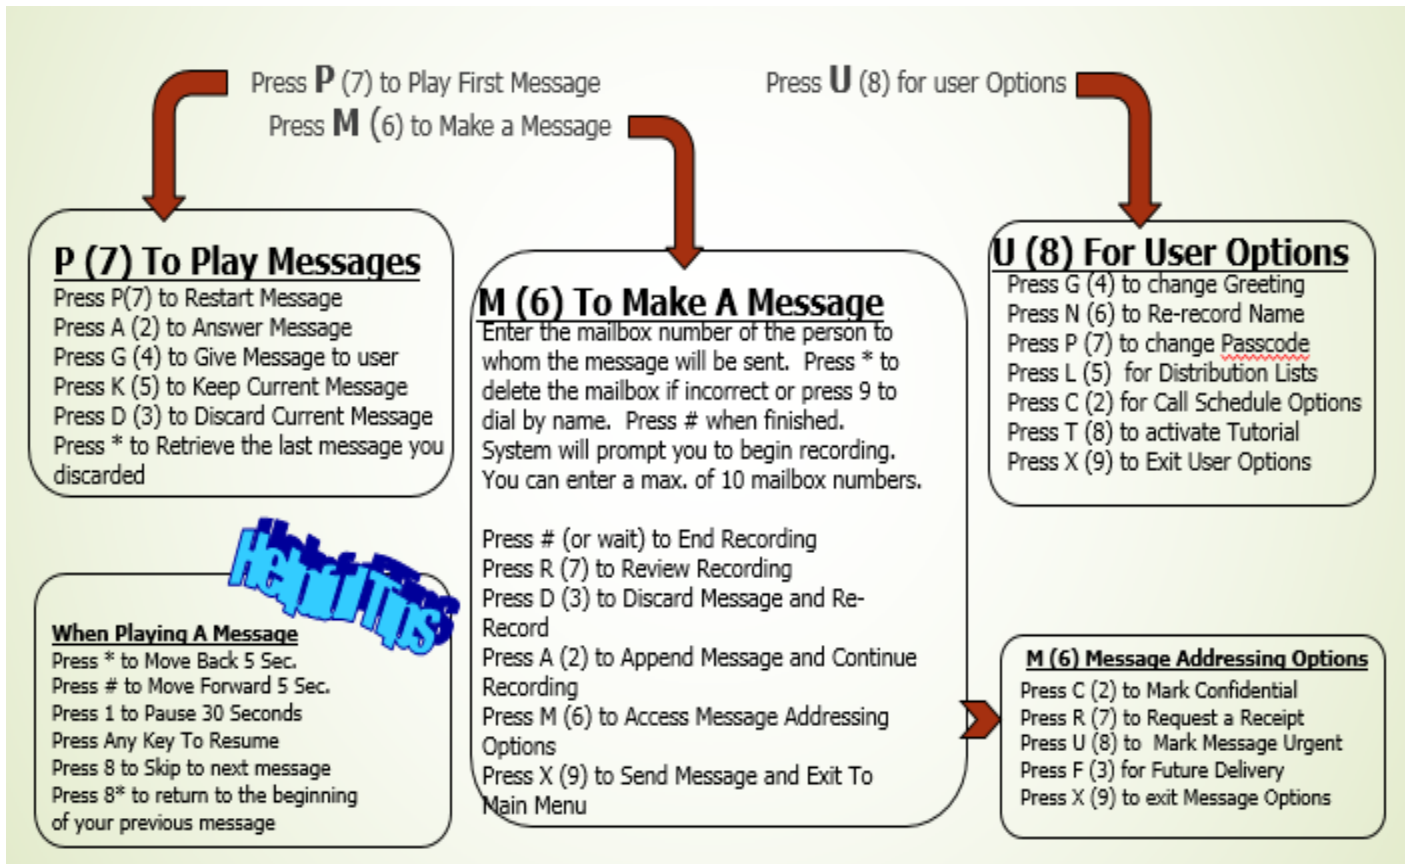 Press P (7) to Play First Message
Press M (6) to Make a Message
Press U (8) for user Options
P (7) To Play Messages
Press P(7) to Restart Message
Press A (2) to Answer Message
Press G (4) to Give Message to user
Press K (5) to Keep Current Message
Press D (3) to Discard Current Message
Press * to Retrieve the last message you
discarded
Helpful Tips
When Playing A Message
Press * to Move Back 5 Sec.
Press # to Move Forward 5 Sec.
Press 1 to Pause 30 Seconds
Press Any Key To Resume
Press 8 to Skip to next message
Press 8* to return to the beginning
of your previous message
M (6) To Make A Message
Enter the mailbox number of the person to
whom the message will be sent.  Press * to
delete the mailbox if incorrect or press 9 to
dial by name.  Press # when finished.
System will prompt you to begin recording.
You can enter a max. of 10 mailbox numbers.
Press # (or wait) to End Recording
Press R (7) to Review Recording
Press D (3) to Discard Message and Re-
Record
Press A (2) to Append Message and Continue
Recording
Press M (6) to Access Message Addressing
Options
Press X (9) to Send Message and Exit To
Main Menu
U (8) For User Options
Press G (4) to change Greeting
Press N (6) to Re-record Name
Press P (7) to change Passcode
Press L (5)  for Distribution Lists
Press C (2) for Call Schedule Options
Press T (8) to activate Tutorial
Press X (9) to Exit User Options
M (6) Message Addressing Options
Press C (2) to Mark Confidential
Press R (7) to Request a Receipt
Press U (8) to  Mark Message Urgent
Press F (3) for Future Delivery
Press X (9) to exit Message Options